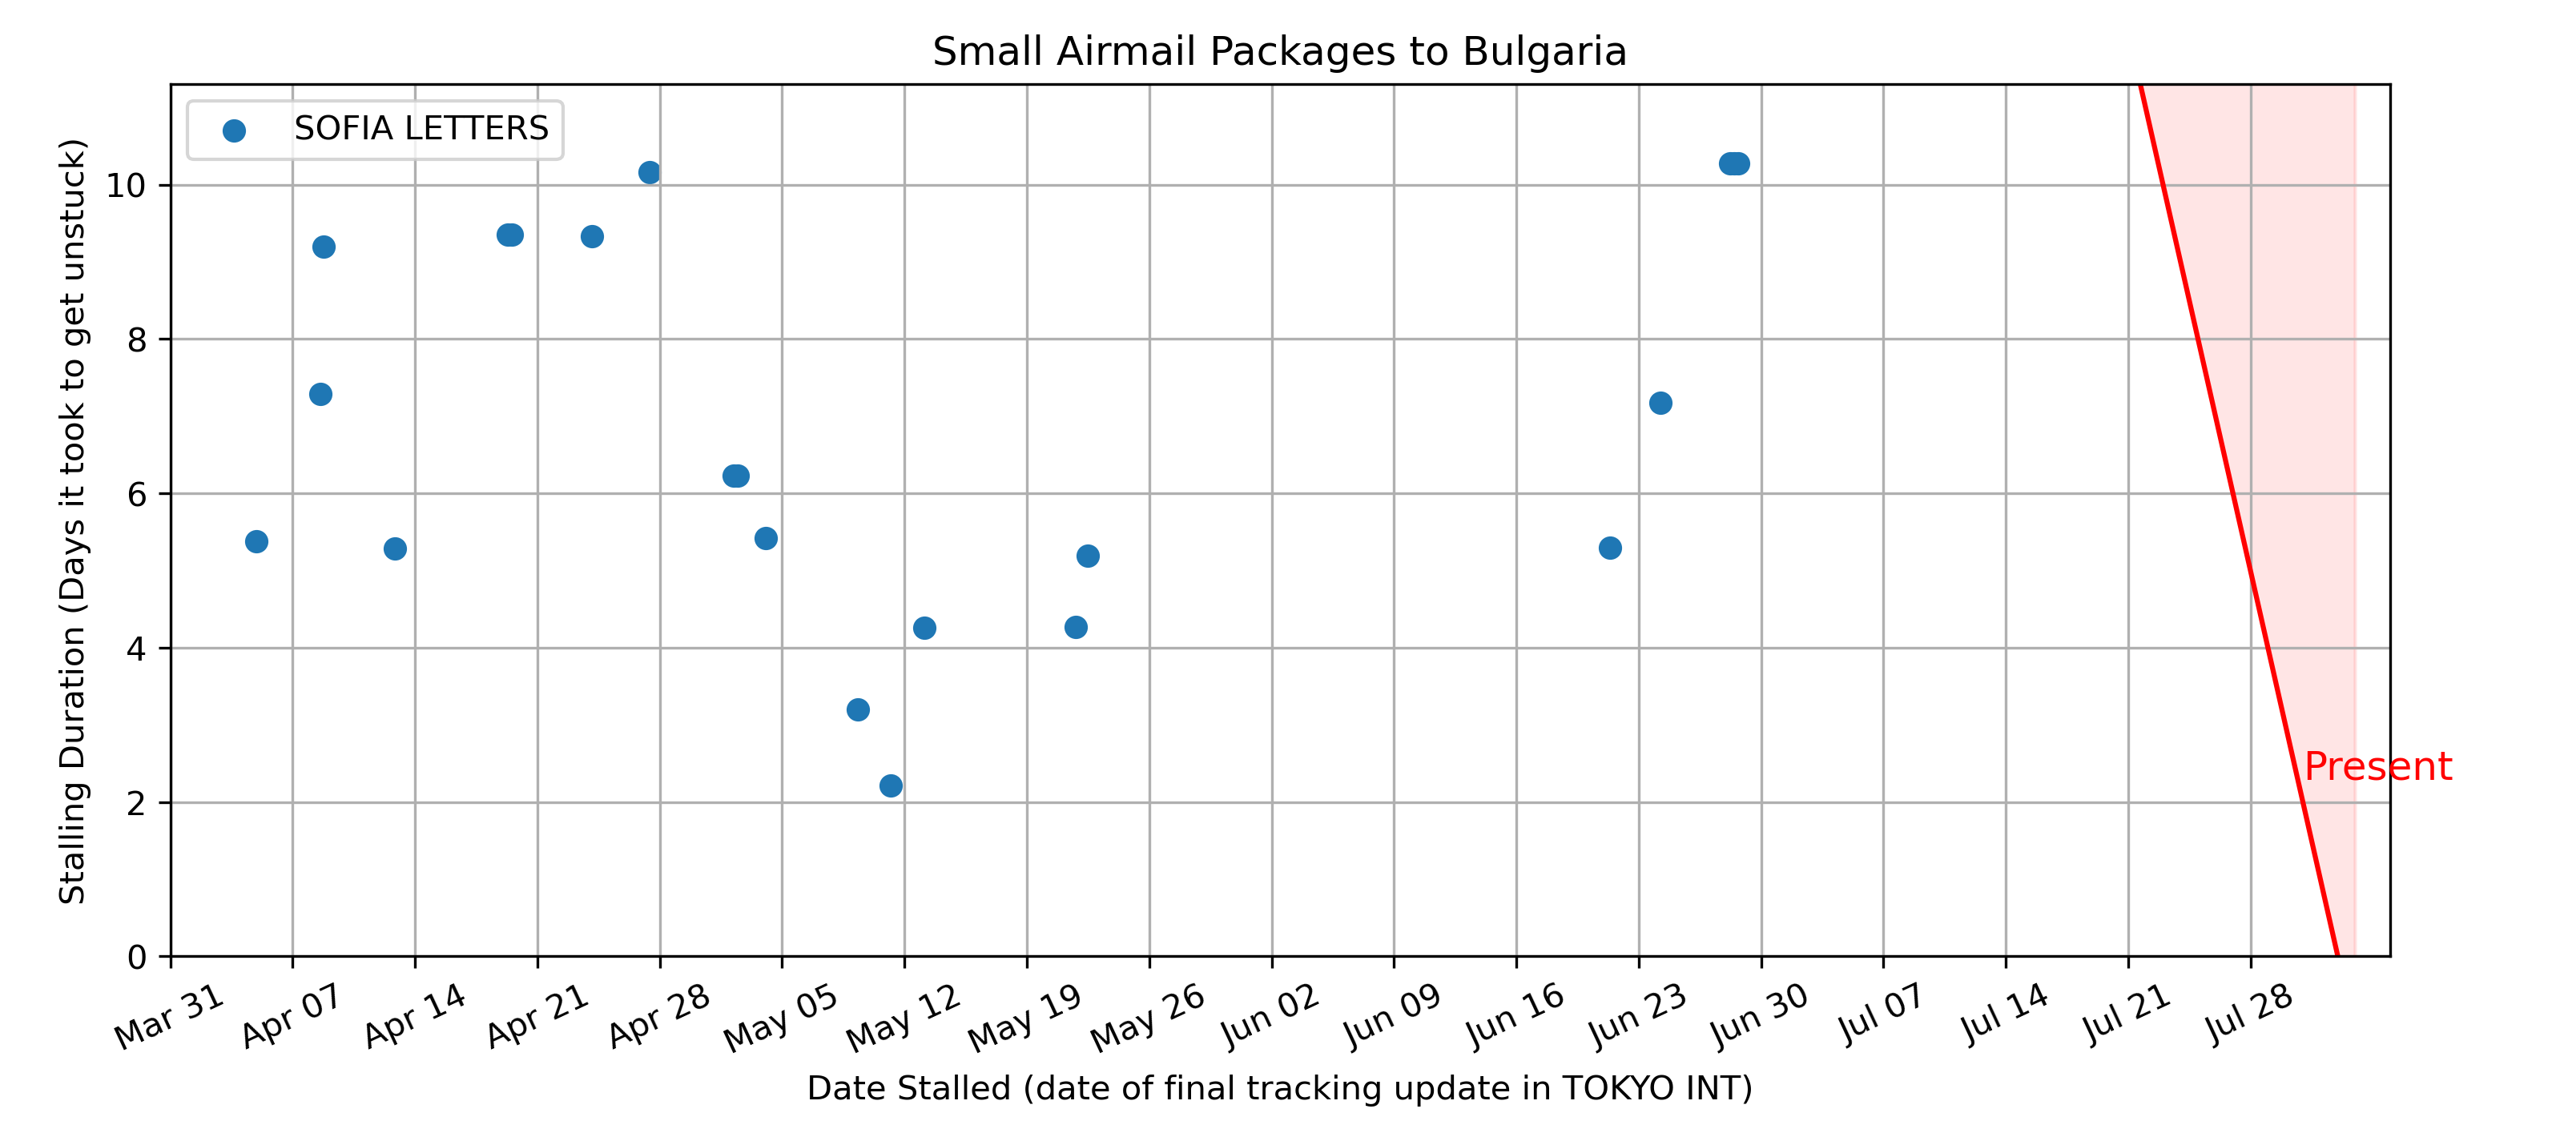 Small Airmail Packages to Bulgaria
SOFIA LETTERS
Stalling Duration (Days it took to get unstuck)
10
8
6
4
2
0
Present
Mar 31
Apr 07
Apr 14
Apr 21
Apr 28
May 05
May 12
May 19
May 26
Jun 02
Jun 09
Jun 16
Jun 23
Jun 30
Jul 07
Jul 14
Jul 21
Jul 28
Date Stalled (date of final tracking update in TOKYO INT)